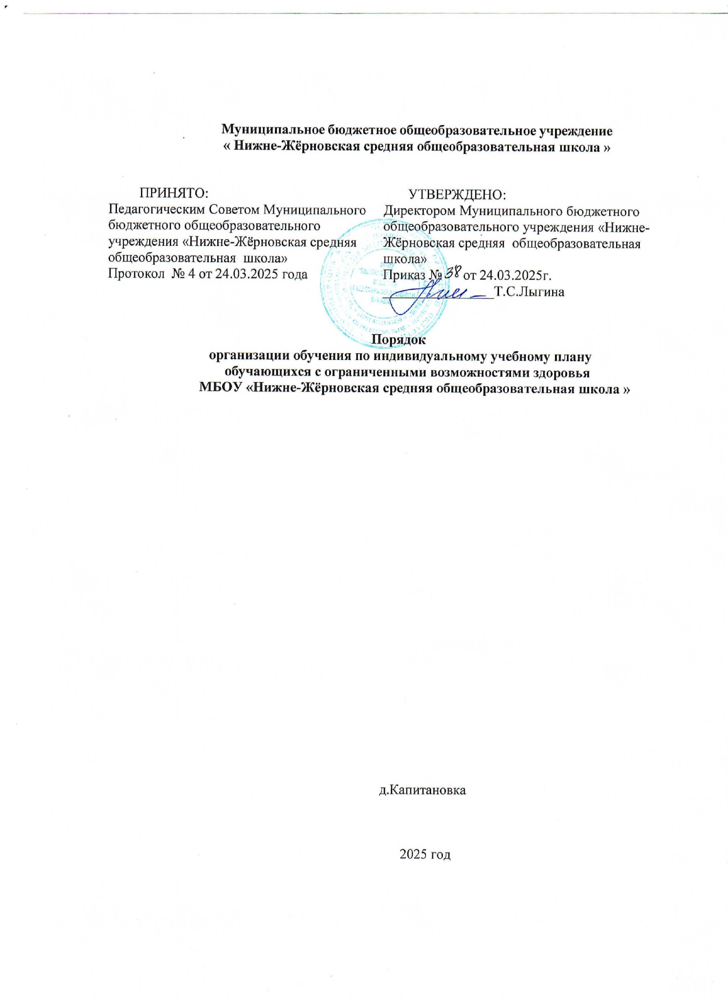 Муниципальное бюджетное общеобразовательное учреждение
« Нижне-Жёрновская средняя общеобразовательная школа »
ПРИНЯТО:
Педагогическим Советом Муниципального
бюджетного общеобразовательного
учреждения «Нижне-Жёрновская средняя
общеобразовательная школа»
Протокол № 4 от 24.03.2025 года
УТВЕРЖДЕНО:
Директором Муниципального бюджетного
общеобразовательного учреждения «Нижне-
Жёрновская средняя общеобразовательная
школа»
Приказ № 38 от 24.03.2025г.
Т.С.Лыгина
Порядок
организации обучения по индивидуальному учебному плану
обучающихся с ограниченными возможностями здоровья
МБОУ «Нижне-Жёрновская средняя общеобразовательная школа »
д.Капитановка
2025 год